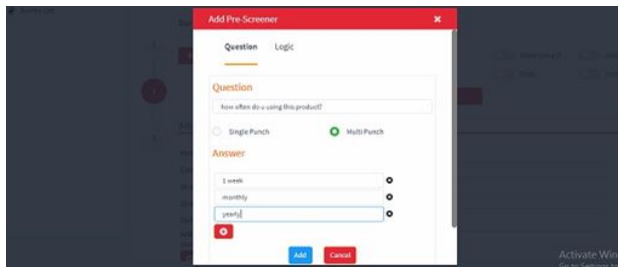 Add Pre-Screener
Question Logic
Question
how often do u using this product?
Single Punch Multi Punch
Answer
1 week
monthly
yearly
Add Cancel
Activate Win